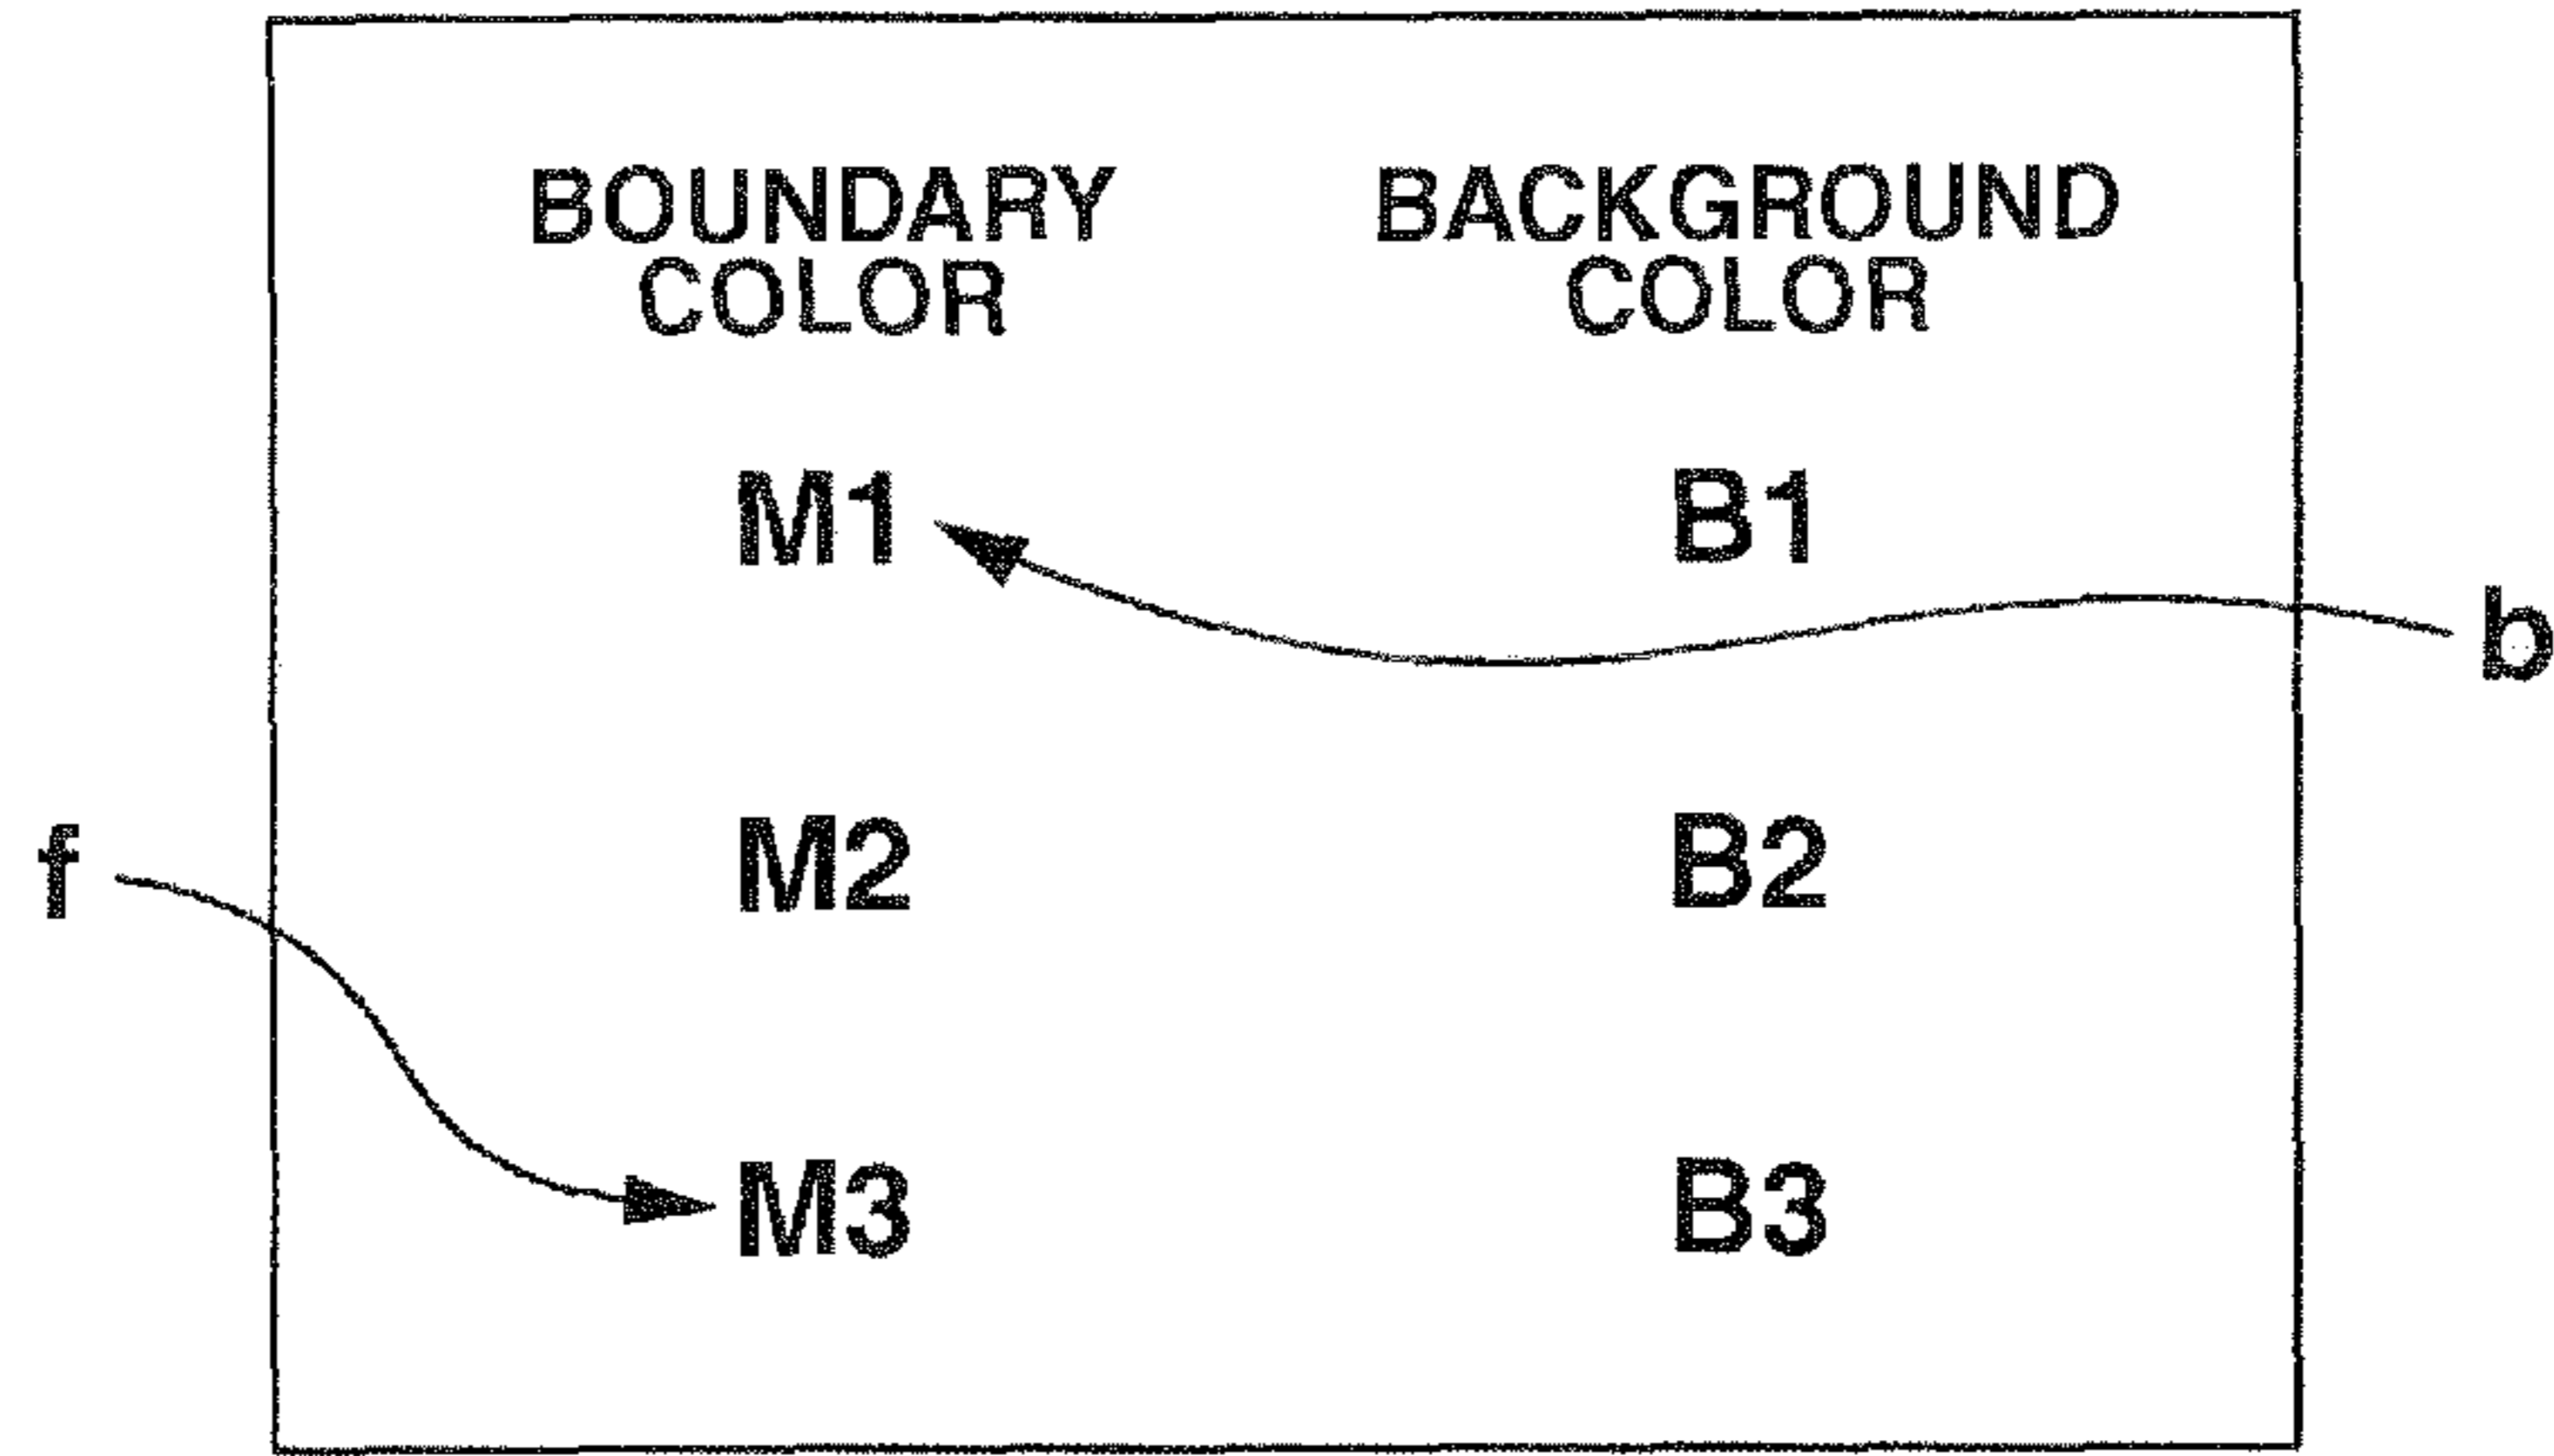 BOUNDARY COLOR
BACKGROUND COLOR
M1 B1
b
f
M2 B2
M3 B3